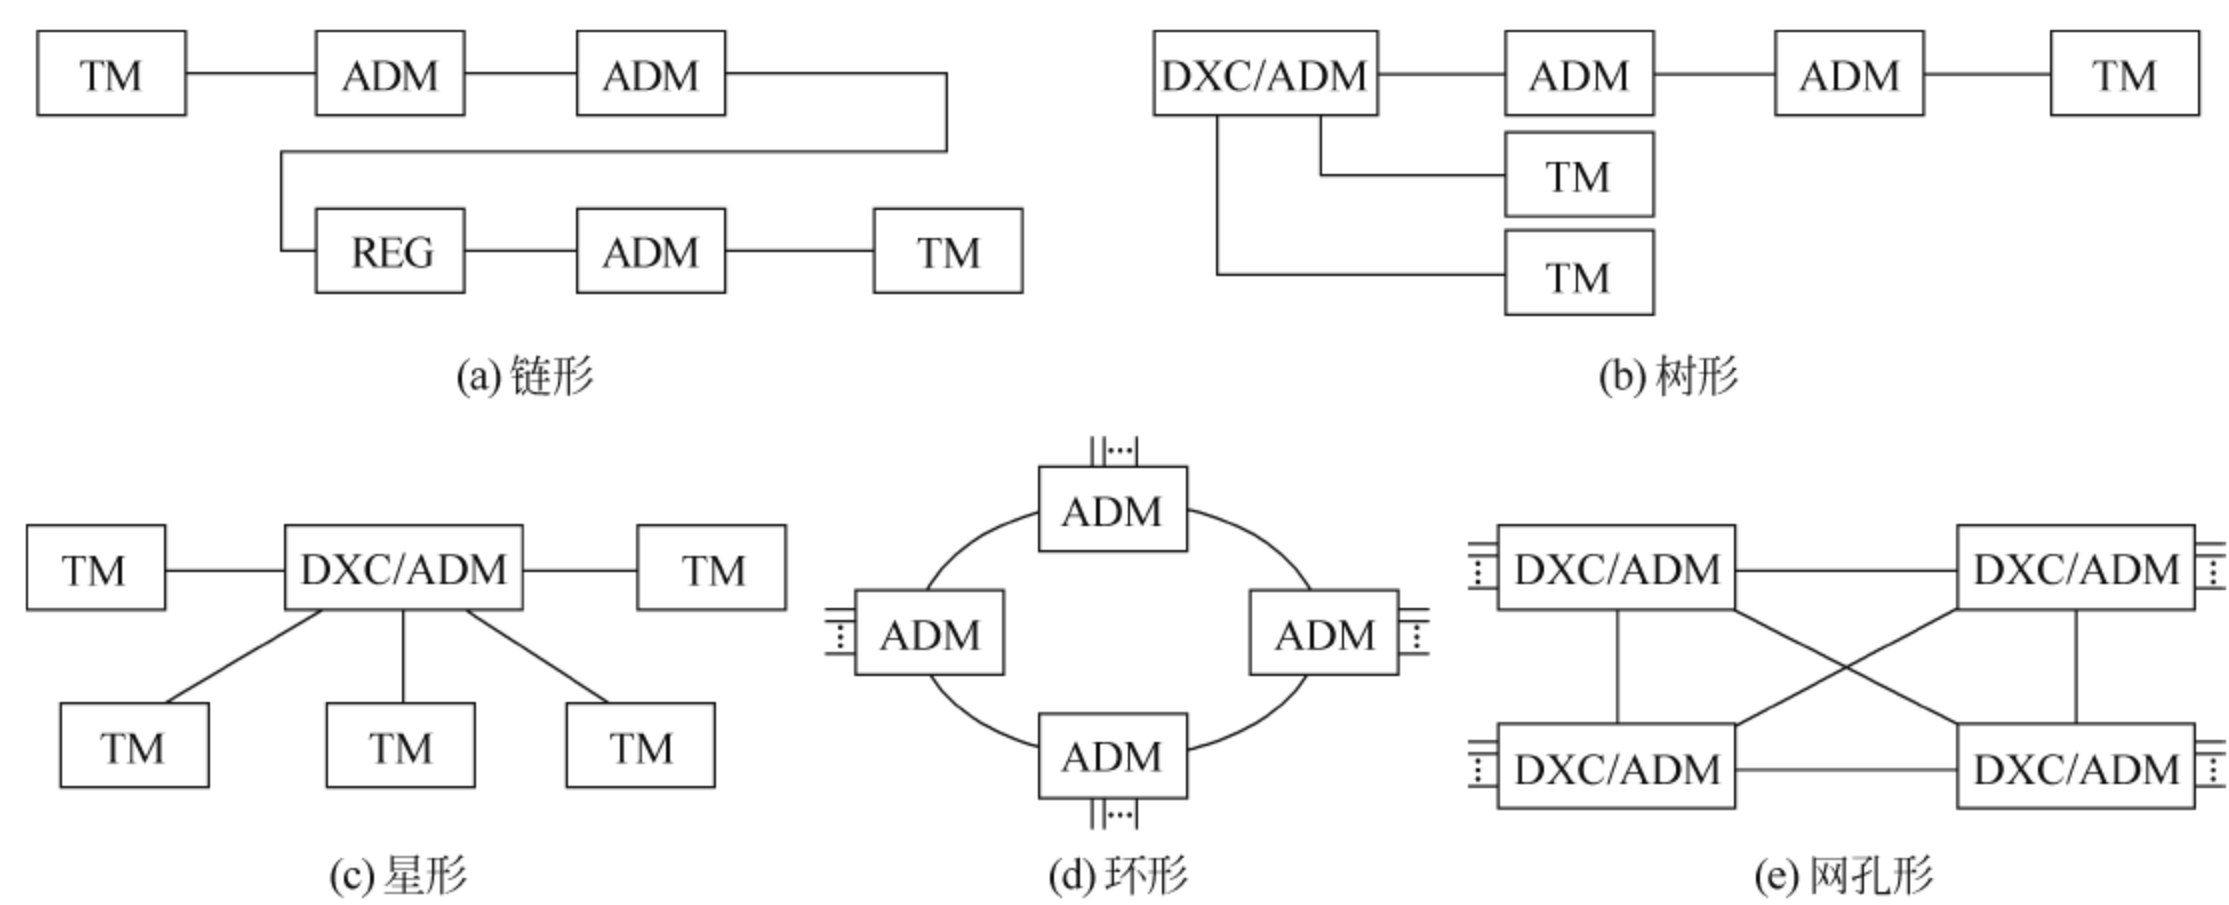 TM ADM ADM
REG ADM TM
(a) 链形
DXC/ADM ADM ADM TM
TM
TM
(b) 树形
TM DXC/ADM TM
TM TM TM
(c) 星形
ADM
ADM ADM
ADM
(d) 环形
DXC/ADM DXC/ADM
DXC/ADM DXC/ADM
(e) 网孔形